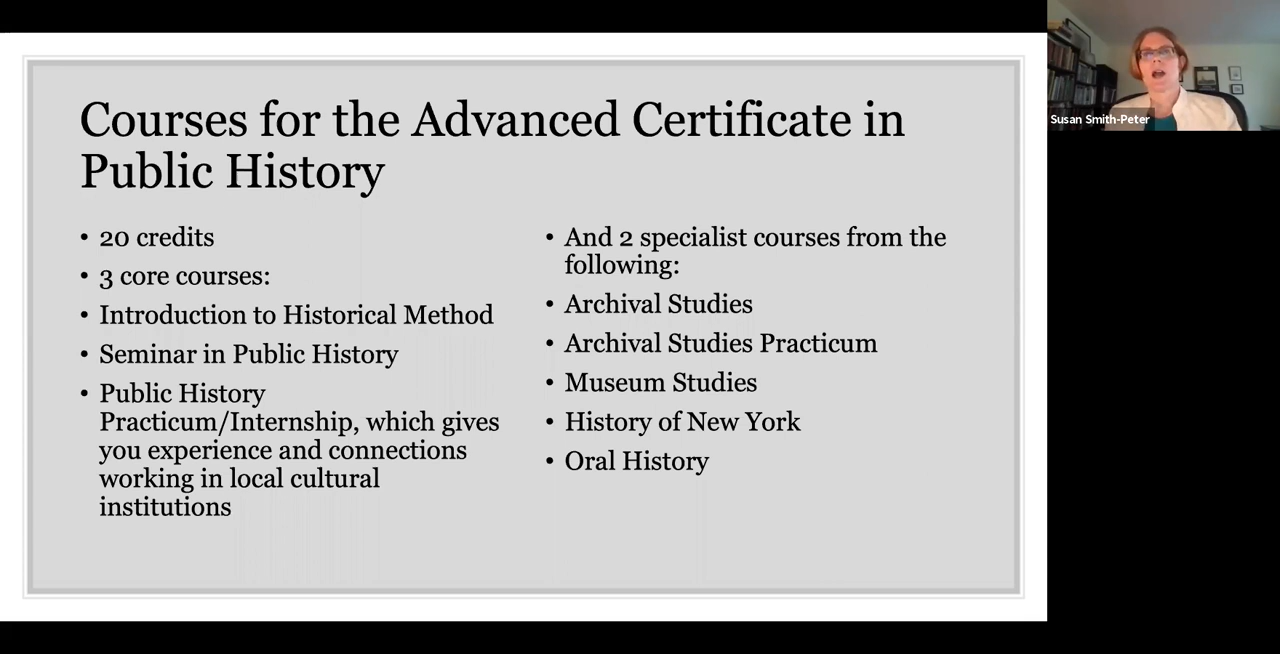 Courses for the Advanced Certificate in
Public History
• 20 credits
• 3 core courses:
• Introduction to Historical Method
• Seminar in Public History
• Public History
Practicum/Internship, which gives
you experience and connections
working in local cultural
institutions
• And 2 specialist courses from the
following:
• Archival Studies
• Archival Studies Practicum
• Museum Studies
• History of New York
• Oral History
Susan Smith-Peter